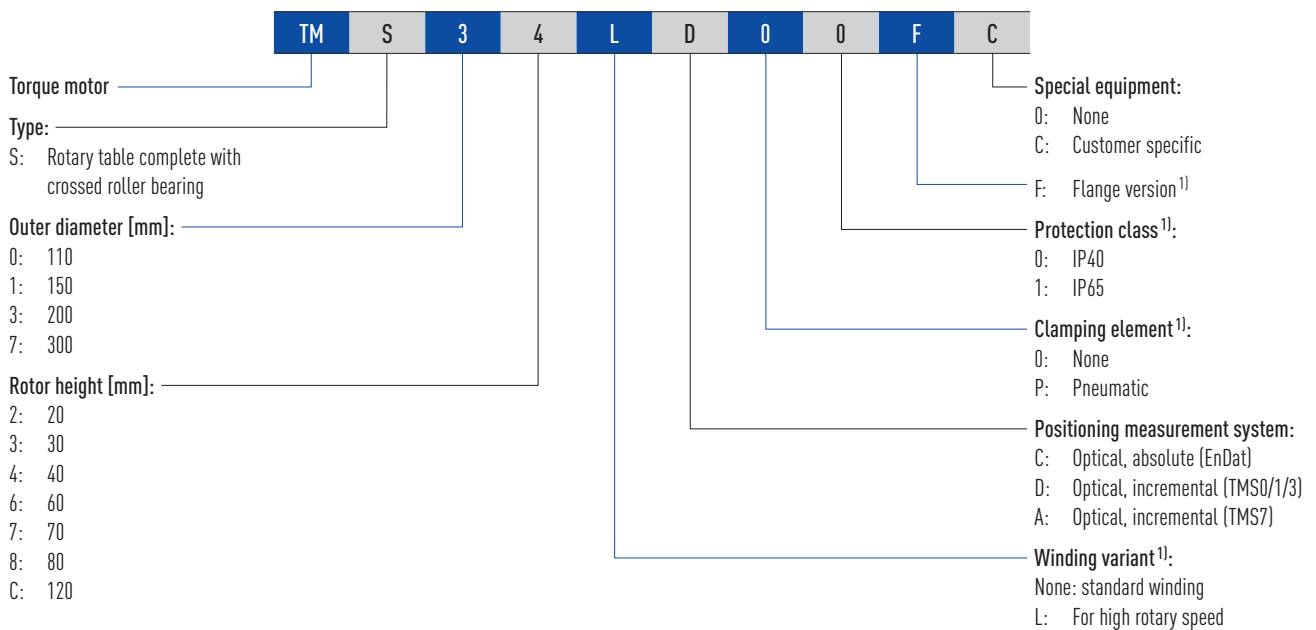 TM S 3 4 L D 0 0 F C
Torque motor
Type:
S: Rotary table complete with
crossed roller bearing
Outer diameter [mm]:
0: 110
1: 150
3: 200
7: 300
Rotor height [mm]:
2: 20
3: 30
4: 40
6: 60
7: 70
8: 80
C: 120
Special equipment:
0: None
C: Customer specific
F: Flange version 1)
Protection class 1):
0: IP40
1: IP65
Clamping element 1):
0: None
P: Pneumatic
Positioning measurement system:
C: Optical, absolute (EnDat)
D: Optical, incremental (TMS0/1/3)
A: Optical, incremental (TMS7)
Winding variant 1):
None: standard winding
L: For high rotary speed